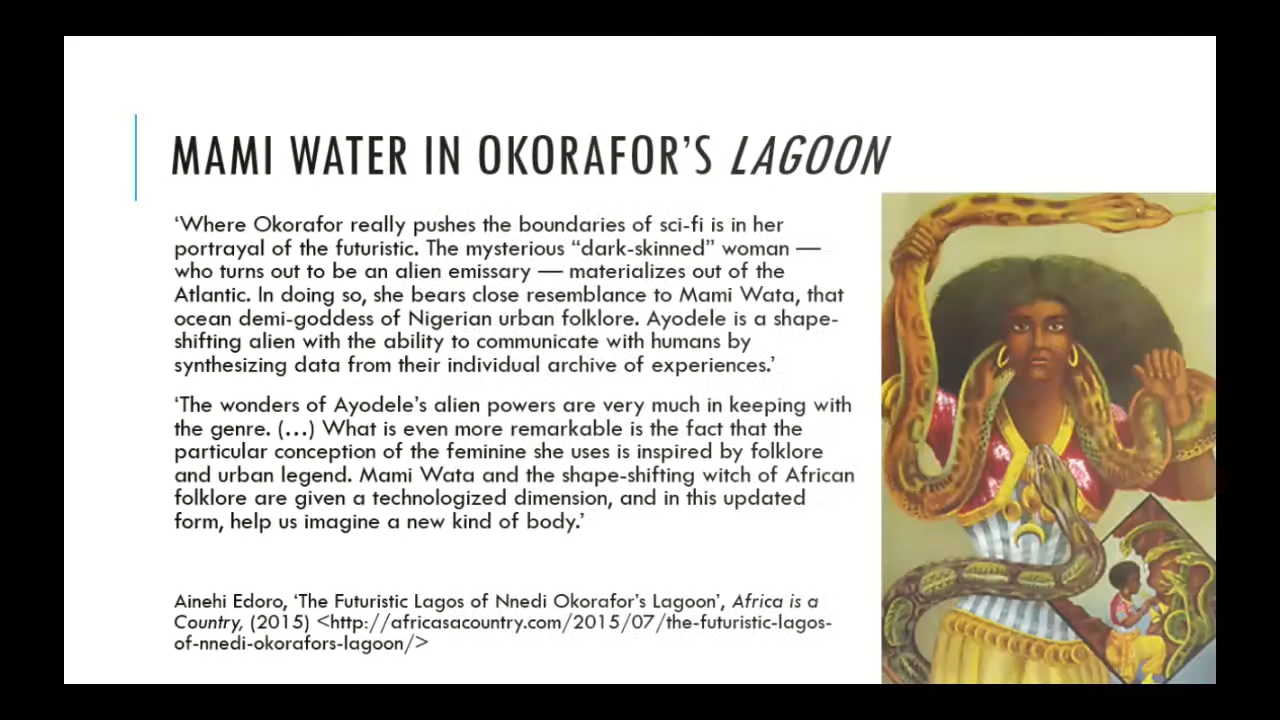 MAMI WATER IN OKORAFOR'S LAGOON
‘Where Okorafor really pushes the boundaries of sci-fi is in her
portrayal of the futuristic. The mysterious “dark-skinned” woman —
who turns out to be an alien emissary — materializes out of the
Atlantic. In doing so, she bears close resemblance to Mami Wata, that
ocean demi-goddess of Nigerian urban folklore. Ayodele is a shape-
shifting alien with the ability to communicate with humans by
synthesizing data from their individual archive of experiences.’
‘The wonders of Ayodele’s alien powers are very much in keeping with
the genre. (…) What is even more remarkable is the fact that the
particular conception of the feminine she uses is inspired by folklore
and urban legend. Mami Wata and the shape-shifting witch of African
folklore are given a technologized dimension, and in this updated
form, help us imagine a new kind of body.’
Ainehi Edoro, ‘The Futuristic Lagos of Nnedi Okorafor’s Lagoon’, Africa is a
Country, (2015) <http://africasacountry.com/2015/07/the-futuristic-lagos-
of-nnedi-okorafors-lagoon/>